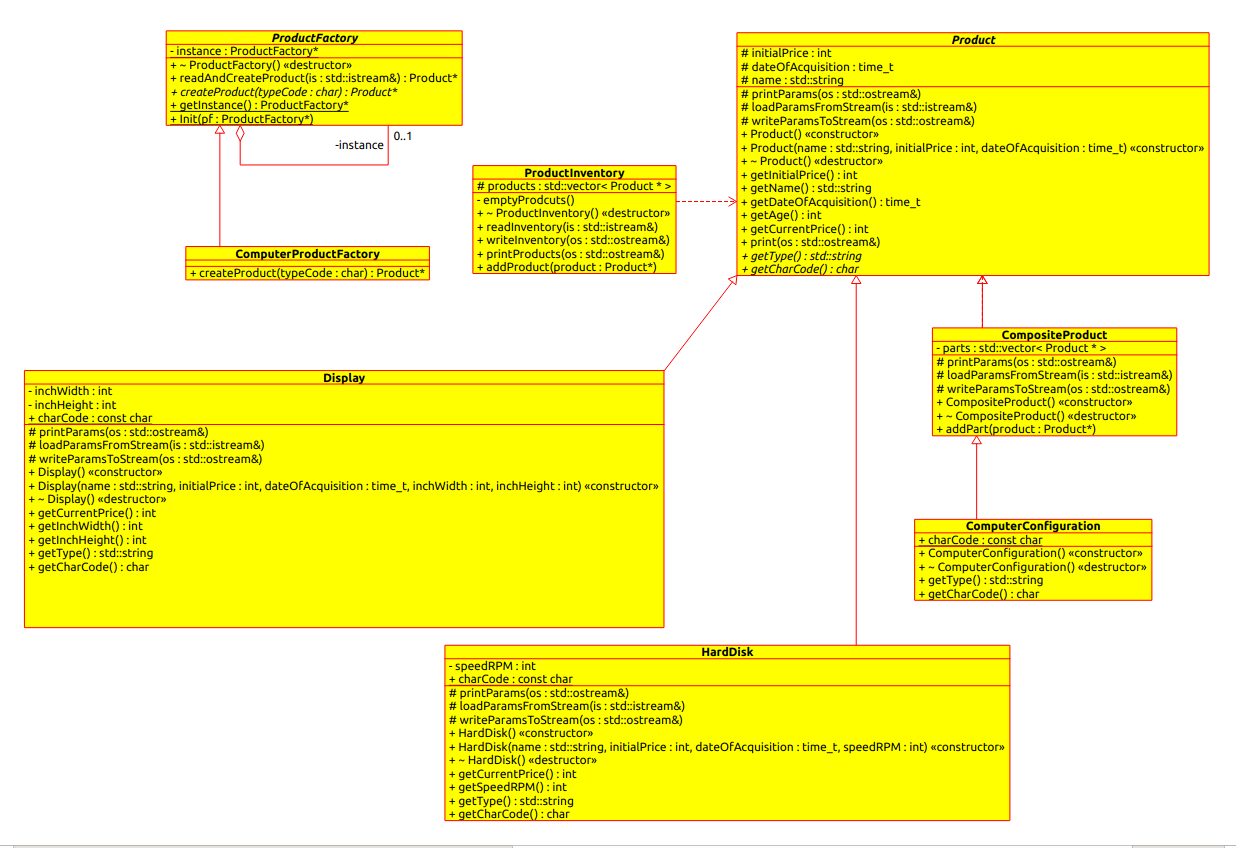 ProductFactory
- instance : ProductFactory*
+ ~ ProductFactory() «destructor»
+ readAndCreateProduct(is : std::istream&) : Product*
+ createProduct(typeCode : char) : Product*
+ getInstance() : ProductFactory*
+ Init(pf : ProductFactory*)
-instance
0..1
ComputerProductFactory
+ createProduct(typeCode : char) : Product*
ProductInventory
# products : std::vector< Product * >
- emptyProdcuts()
+ ~ ProductInventory() «destructor»
+ readInventory(is : std::istream&)
+ writeInventory(os : std::ostream&)
+ printProducts(os : std::ostream&)
+ addProduct(product : Product*)
Product
# initialPrice : int
# dateOfAcquisition : time_t
# name : std::string
# printParams(os : std::ostream&)
# loadParamsFromStream(is : std::istream&)
# writeParamsToStream(os : std::ostream&)
+ Product() «constructor»
+ Product(name : std::string, initialPrice : int, dateOfAcquisition : time_t) «constructor»
+ ~ Product() «destructor»
+ getInitialPrice() : int
+ getName() : std::string
+ getDateOfAcquisition() : time_t
+ getAge() : int
+ getCurrentPrice() : int
+ print(os : std::ostream&)
+ getType() : std::string
+ getCharCode() : char
CompositeProduct
- parts : std::vector< Product * >
# printParams(os : std::ostream&)
# loadParamsFromStream(is : std::istream&)
# writeParamsToStream(os : std::ostream&)
+ CompositeProduct() «constructor»
+ ~ CompositeProduct() «destructor»
+ addPart(product : Product*)
Display
- inchWidth : int
- inchHeight : int
+ charCode : const char
# printParams(os : std::ostream&)
# loadParamsFromStream(is : std::istream&)
# writeParamsToStream(os : std::ostream&)
+ Display() «constructor»
+ Display(name : std::string, initialPrice : int, dateOfAcquisition : time_t, inchWidth : int, inchHeight : int) «constructor»
+ ~ Display() «destructor»
+ getCurrentPrice() : int
+ getInchWidth() : int
+ getInchHeight() : int
+ getType() : std::string
+ getCharCode() : char
ComputerConfiguration
+ charCode : const char
+ ComputerConfiguration() «constructor»
+ ~ ComputerConfiguration() «destructor»
+ getType() : std::string
+ getCharCode() : char
HardDisk
- speedRPM : int
+ charCode : const char
# printParams(os : std::ostream&)
# loadParamsFromStream(is : std::istream&)
# writeParamsToStream(os : std::ostream&)
+ HardDisk() «constructor»
+ HardDisk(name : std::string, initialPrice : int, dateOfAcquisition : time_t, speedRPM : int) «constructor»
+ ~ HardDisk() «destructor»
+ getCurrentPrice() : int
+ getSpeedRPM() : int
+ getType() : std::string
+ getCharCode() : char